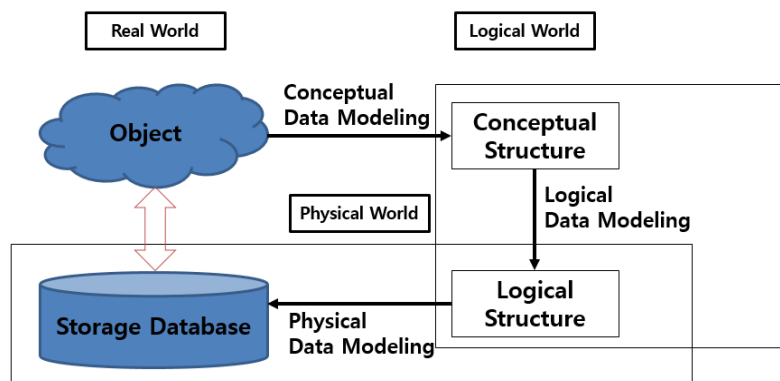 Real World
Logical World
Object
Conceptual
Data Modeling
Conceptual
Structure
Physical World
Logical
Data Modeling
Storage Database
Physical
Data Modeling
Logical
Structure